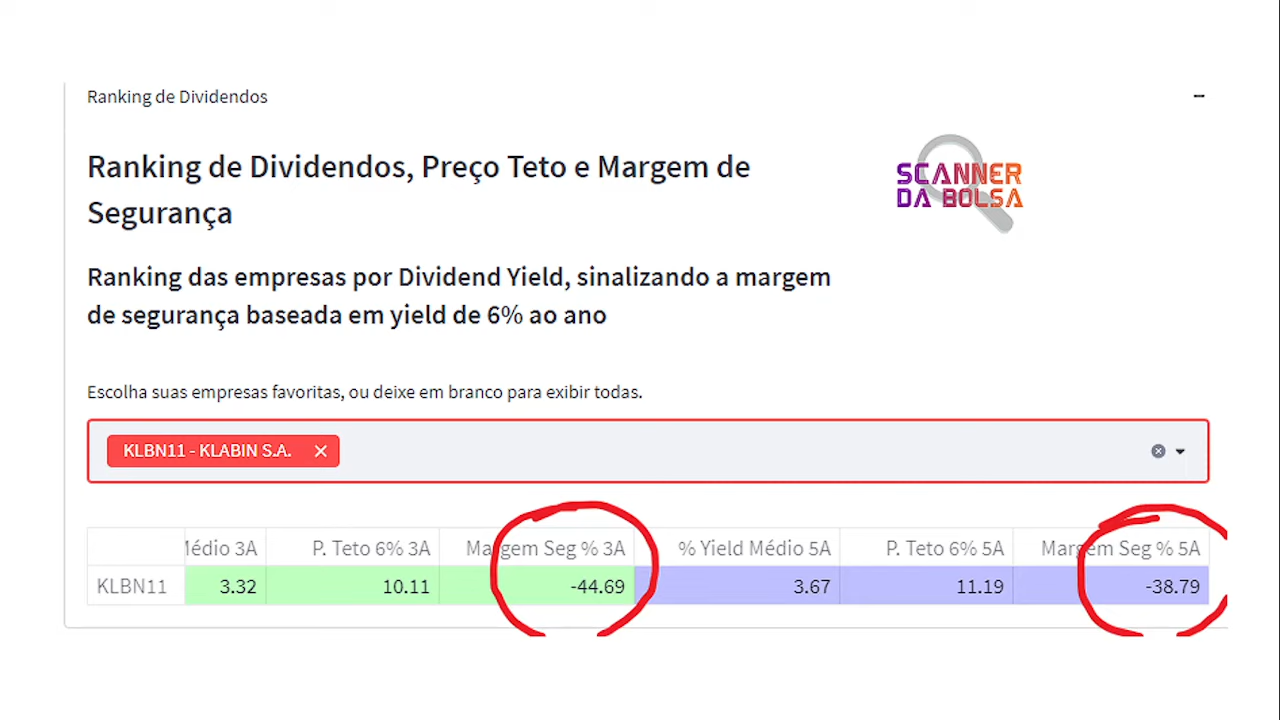 Ranking de Dividendos
Ranking de Dividendos, Preço Teto e Margem de
Segurança
SCANNER
DA BOLSA
Ranking das empresas por Dividend Yield, sinalizando a margem
de segurança baseada em yield de 6% ao ano
Escolha suas empresas favoritas, ou deixe em branco para exibir todas.
KLBN11 - KLABIN S.A.
Médio 3A P. Teto 6% 3A Margem Seg % 3A % Yield Médio 5A P. Teto 6% 5A Margem Seg % 5A
KLBN11 3.32 10.11 -44.69 3.67 11.19 -38.79